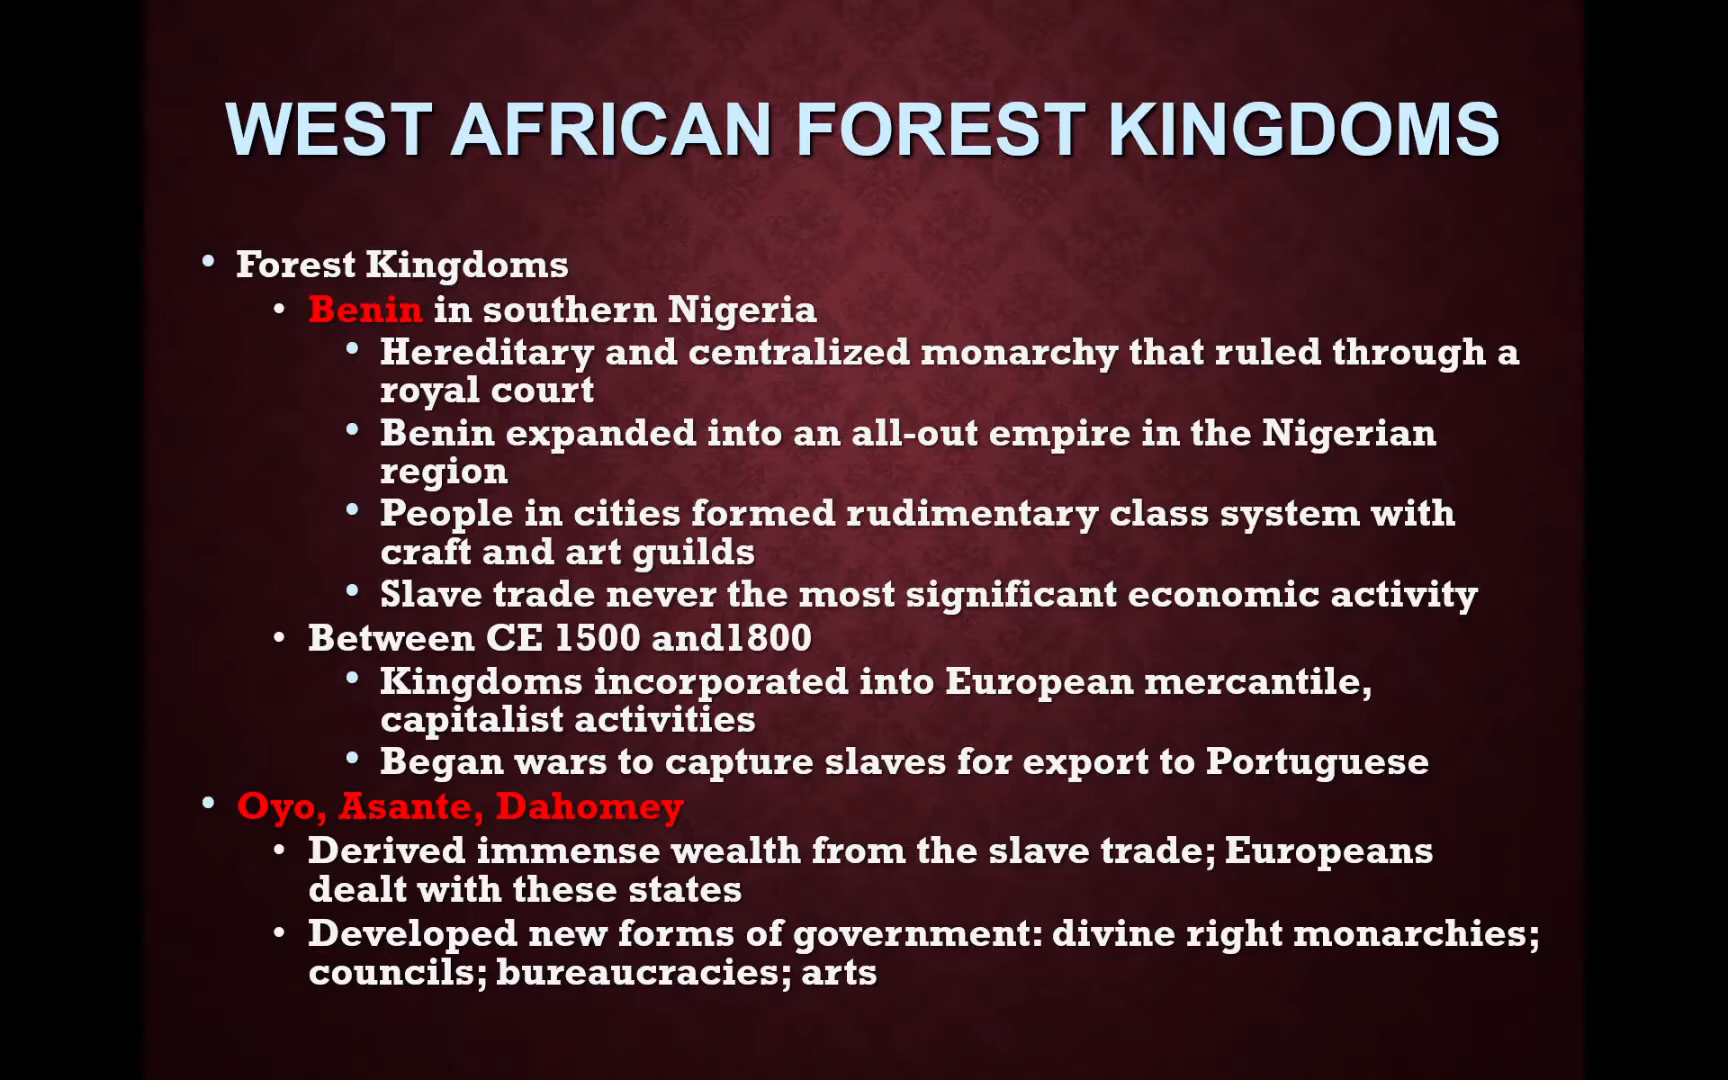 WEST AFRICAN FOREST KINGDOMS
• Forest Kingdoms
• Benin in southern Nigeria
• Hereditary and centralized monarchy that ruled through a
royal court
• Benin expanded into an all-out empire in the Nigerian
region
• People in cities formed rudimentary class system with
craft and art guilds
• Slave trade never the most significant economic activity
• Between CE 1500 and1800
• Kingdoms incorporated into European mercantile,
capitalist activities
• Began wars to capture slaves for export to Portuguese
• Oyo, Asante, Dahomey
• Derived immense wealth from the slave trade; Europeans
dealt with these states
• Developed new forms of government: divine right monarchies;
councils; bureaucracies; arts